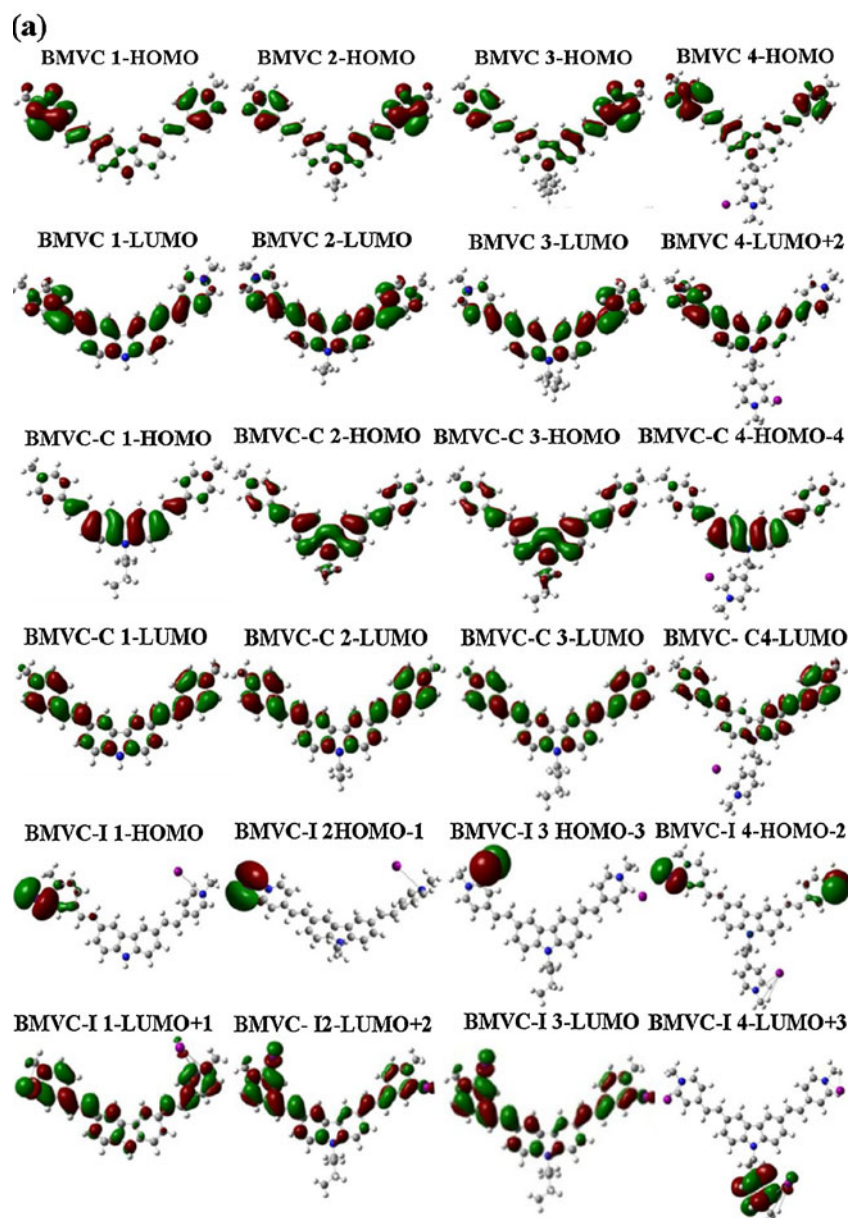 (a)
BMVC 1-HOMO BMVC 2-HOMO BMVC 3-HOMO BMVC 4-HOMO
BMVC 1-LUMO BMVC 2-LUMO BMVC 3-LUMO BMVC 4-LUMO+2
BMVC-C 1-HOMO BMVC-C 2-HOMO BMVC-C 3-HOMO BMVC-C 4-HOMO-4
BMVC-C 1-LUMO BMVC-C 2-LUMO BMVC-C 3-LUMO BMVC- C4-LUMO
BMVC-I 1-HOMO BMVC-I 2HOMO-1 BMVC-I 3 HOMO-3 BMVC-I 4-HOMO-2
BMVC-I 1-LUMO+1 BMVC- I2-LUMO+2 BMVC-I 3-LUMO BMVC-I 4-LUMO+3